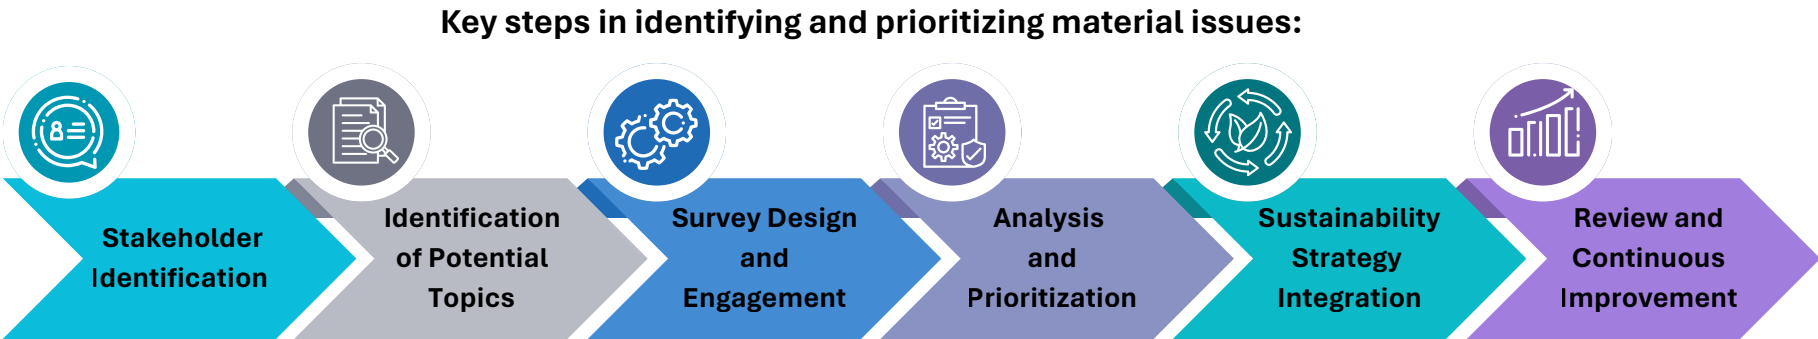 Key steps in identifying and prioritizing material issues:
Stakeholder
Identification
Identification
of Potential
Topics
Survey Design
and
Engagement
Analysis
and
Prioritization
Sustainability
Strategy
Integration
Review and
Continuous
Improvement